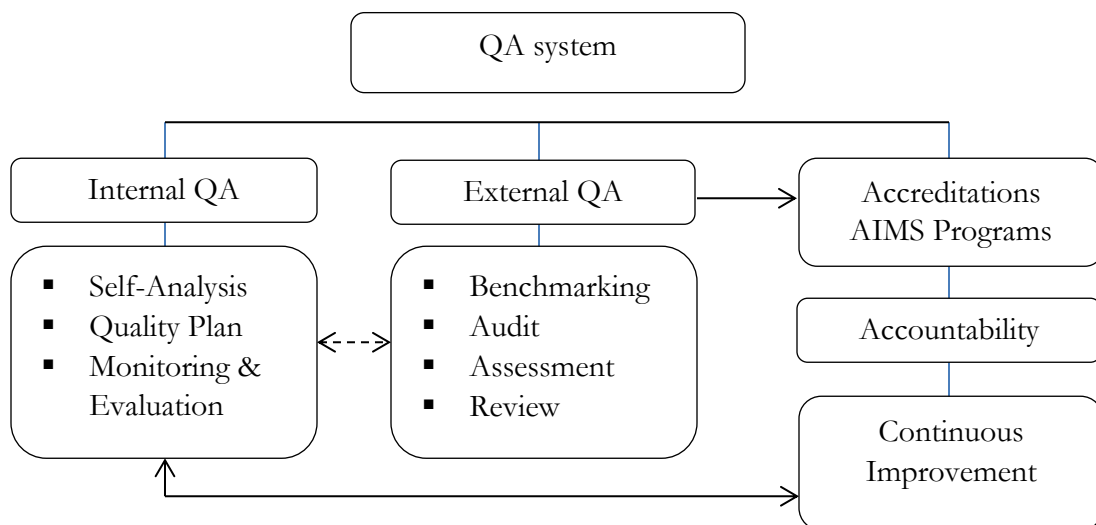 QA system
Internal QA
External QA
Accreditations
AIMS Programs
▪ Self-Analysis
▪ Quality Plan
▪ Monitoring &
Evaluation
▪ Benchmarking
▪ Audit
▪ Assessment
▪ Review
Accountability
Continuous
Improvement